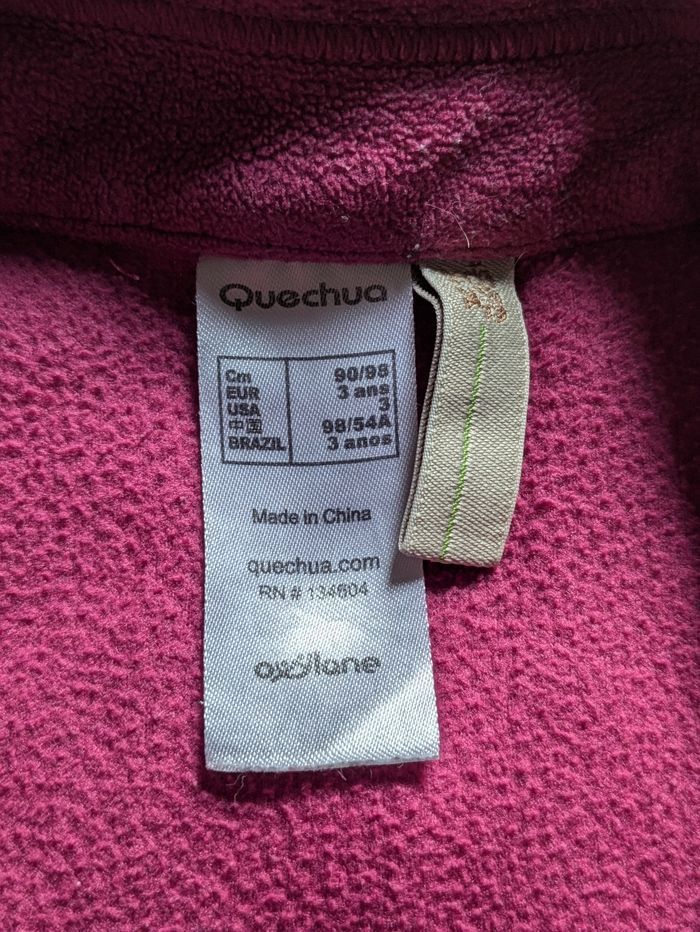 Quechua
Cm 90/98
EUR 3 ans
USA 3
中国 98/54A
BRAZIL 3 anos
Made in China
quechua.com
RN # 134604
oxylane